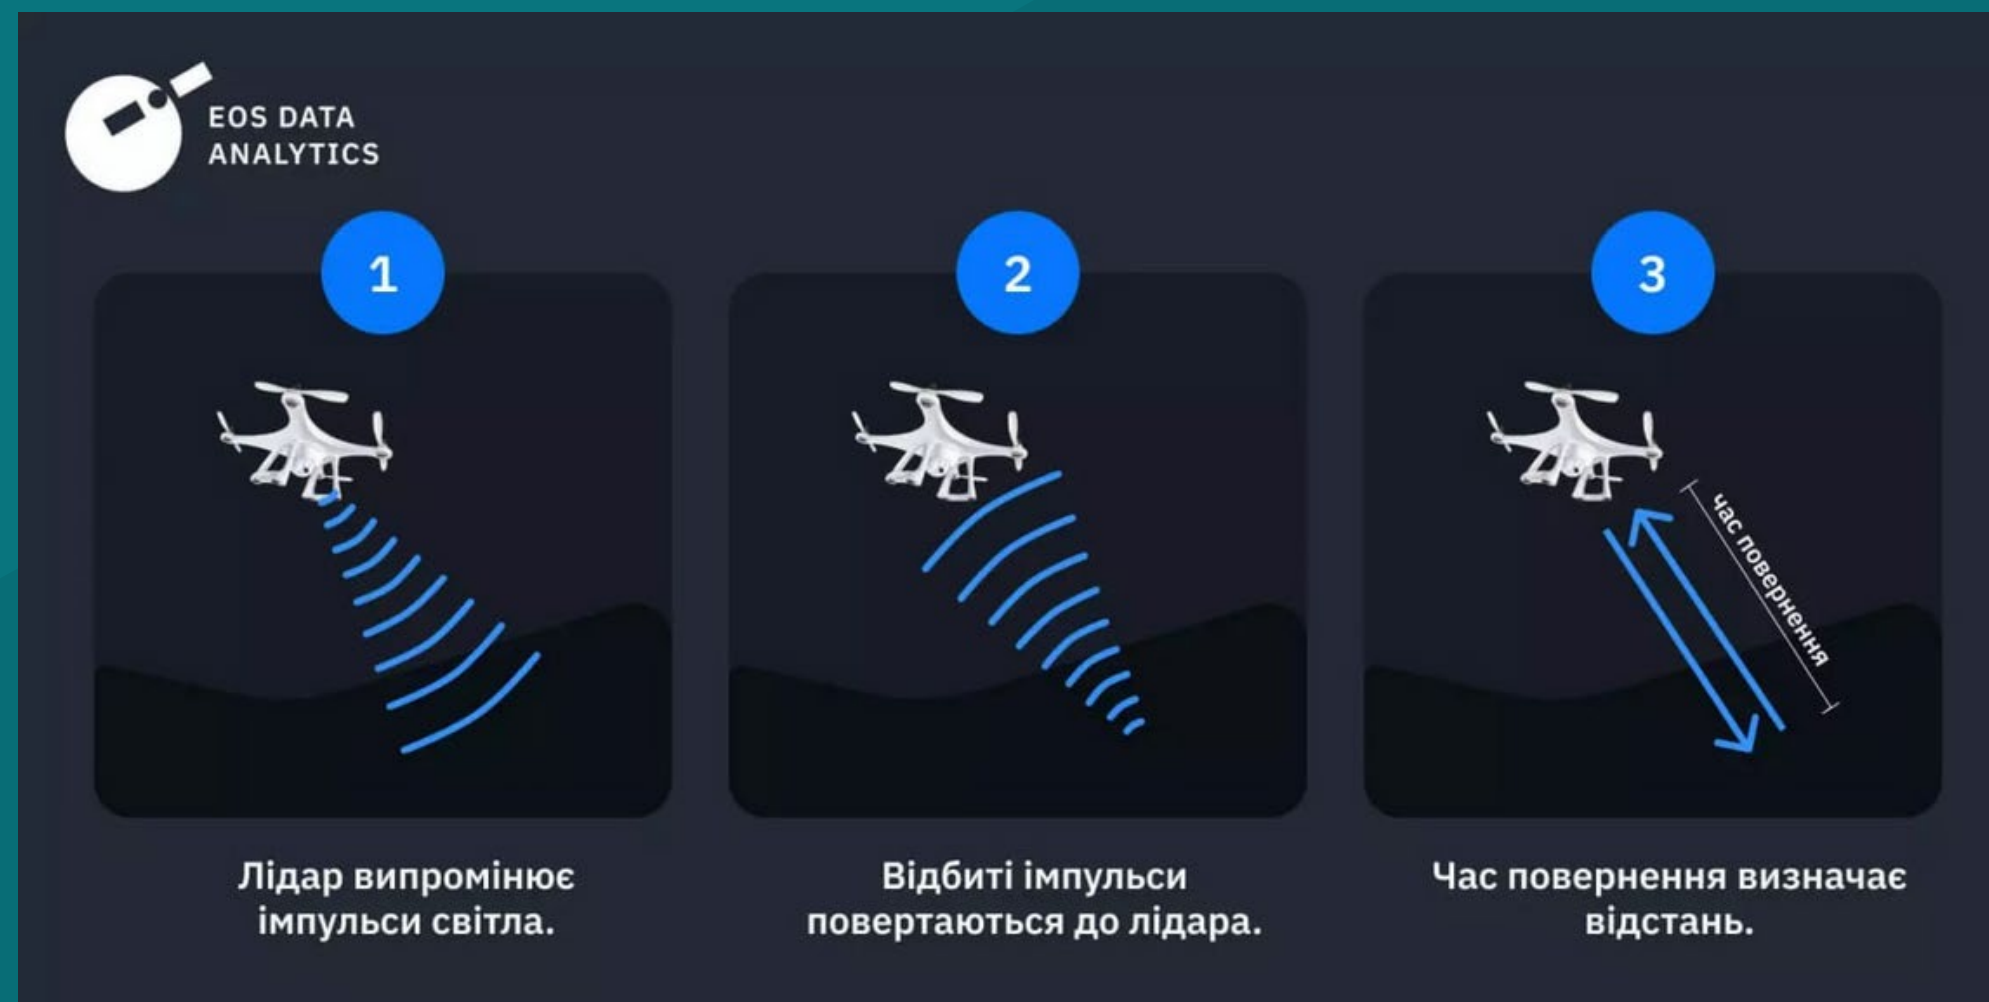 EOS DATA
ANALYTICS
1
2
3
час повернення
Лідар випромінює
імпульси світла.
Відбиті імпульси
повертаються до лідара.
Час повернення визначає
відстань.